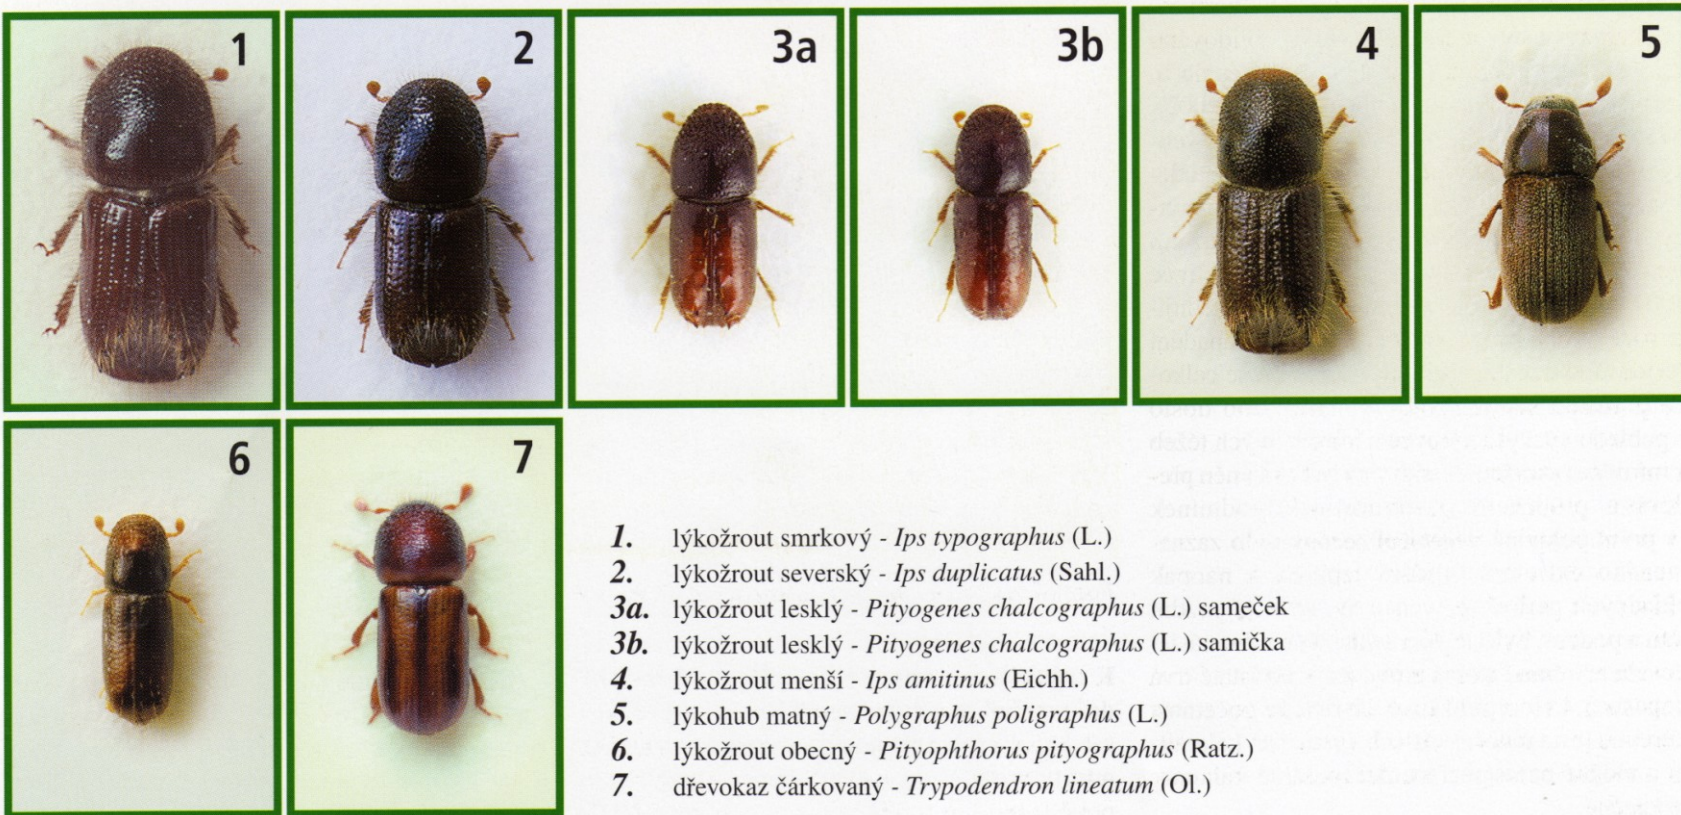 1
2
3a
3b
4
5
6
7
1. lýkožrout smrkový - Ips typographus (L.)
2. lýkožrout severský - Ips duplicatus (Sahl.)
3a. lýkožrout lesklý - Pityogenes chalcographus (L.) sameček
3b. lýkožrout lesklý - Pityogenes chalcographus (L.) samička
4. lýkožrout menší - Ips amitinus (Eichh.)
5. lýkohub matný - Polygraphus poligraphus (L.)
6. lýkožrout obecný - Pityophthorus pityographus (Ratz.)
7. dřevokaz čárkovaný - Trypodendron lineatum (Ol.)